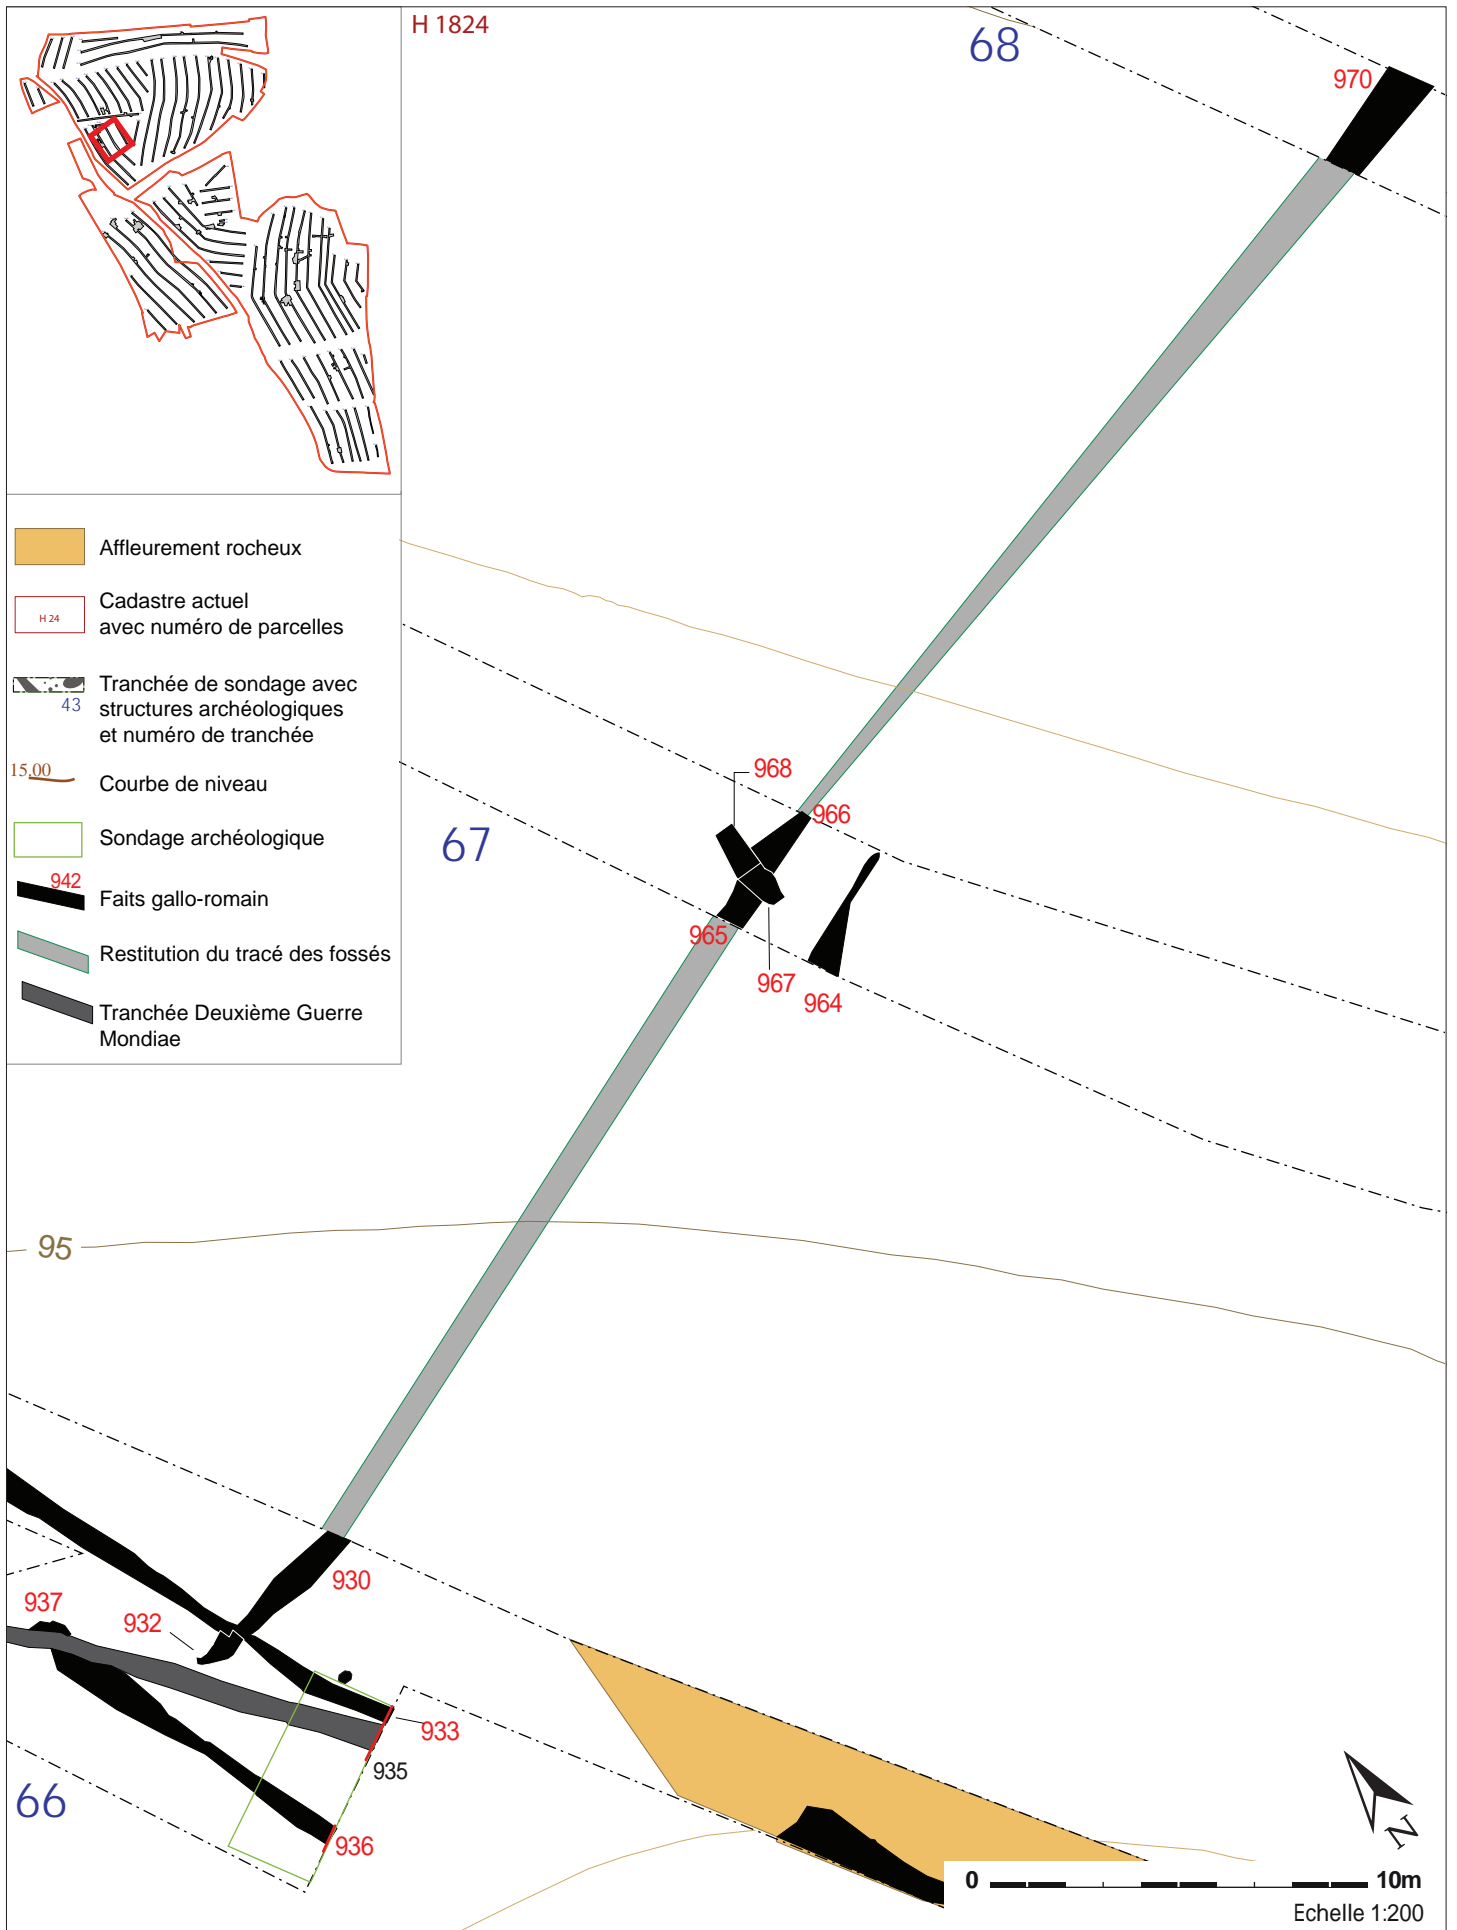 H 1824
68
970
Affleurement rocheux
H 24
Cadastre actuel
avec numéro de parcelles
43
Tranchée de sondage avec
structures archéologiques
et numéro de tranchée
15,00
Courbe de niveau
Sondage archéologique
942
Faits gallo-romain
Restitution du tracé des fossés
Tranchée Deuxième Guerre
Mondiae
968
966
67
965
967
964
95
930
937
932
933
935
66
936
N
0 10m
Echelle 1:200